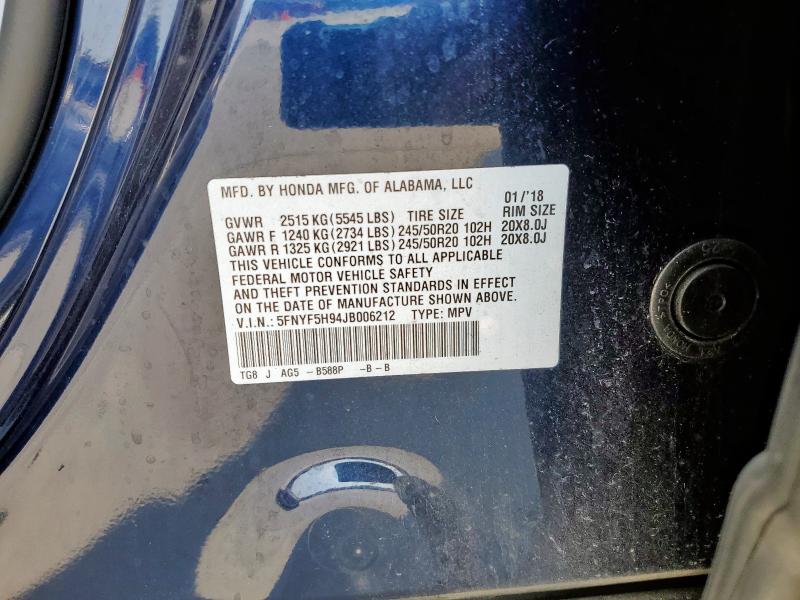 MFD. BY HONDA MFG. OF ALABAMA, LLC 01/'18
GVWR 2515 KG (5545 LBS) TIRE SIZE RIM SIZE
GAWR F 1240 KG (2734 LBS) 245/50R20 102H 20X8.0J
GAWR R 1325 KG (2921 LBS) 245/50R20 102H 20X8.0J
THIS VEHICLE CONFORMS TO ALL APPLICABLE
FEDERAL MOTOR VEHICLE SAFETY
AND THEFT PREVENTION STANDARDS IN EFFECT
ON THE DATE OF MANUFACTURE SHOWN ABOVE.
V.I.N.: 5FNYF5H94JB006212 TYPE: MPV
TG8 J AG5 - B588P -B - B